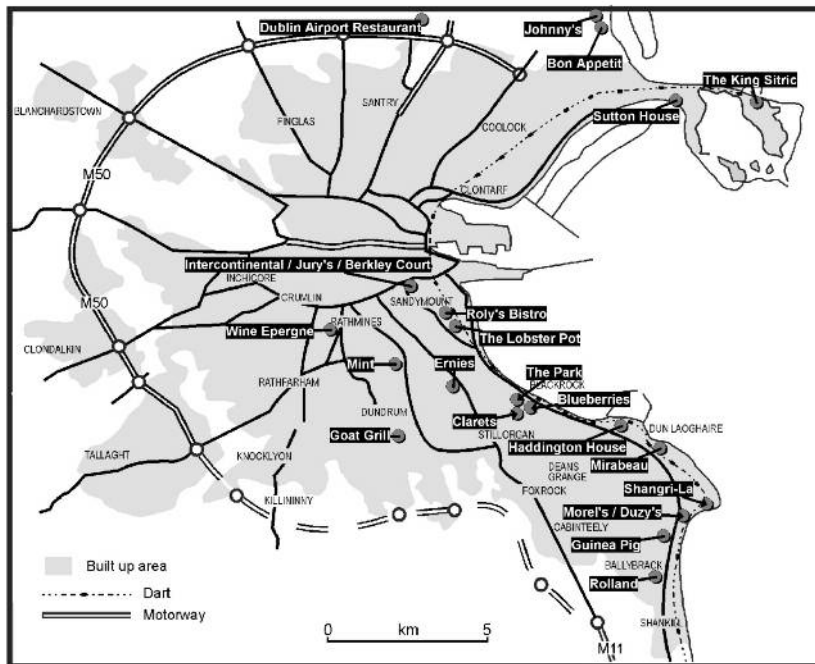 Dublin Airport Restaurant
Johnny's
Bon Appetit
The King Sitric
Sutton House
BLANCHARDSTOWN
FINGLAS
SANTRY
COOLOCK
CLONTARF
M50
Intercontinental / Jury's / Berkley Court
INCHICORE
CRUMLIN
SANDYMOUNT
M50
Roly's Bistro
Wine Epergne
RATHMINES
The Lobster Pot
CLONDALKIN
Mint
Ernies
The Park
BLACKROCK
RATHFARHAM
Blueberries
DUNDRUM
Clarets
Goat Grill
STILLORGAN
DUN LAOGHAIRE
Haddington House
TALLAGHT
KNOCKLYON
DEANS
GRANGE
Mirabeau
KILLININNY
FOXROCK
Shangri-La
Morel's / Duzy's
CABINTEELY
Guinea Pig
BALLYBRACK
Rolland
Built up area
Dart
Motorway
0 km 5
SHANKILL
M11